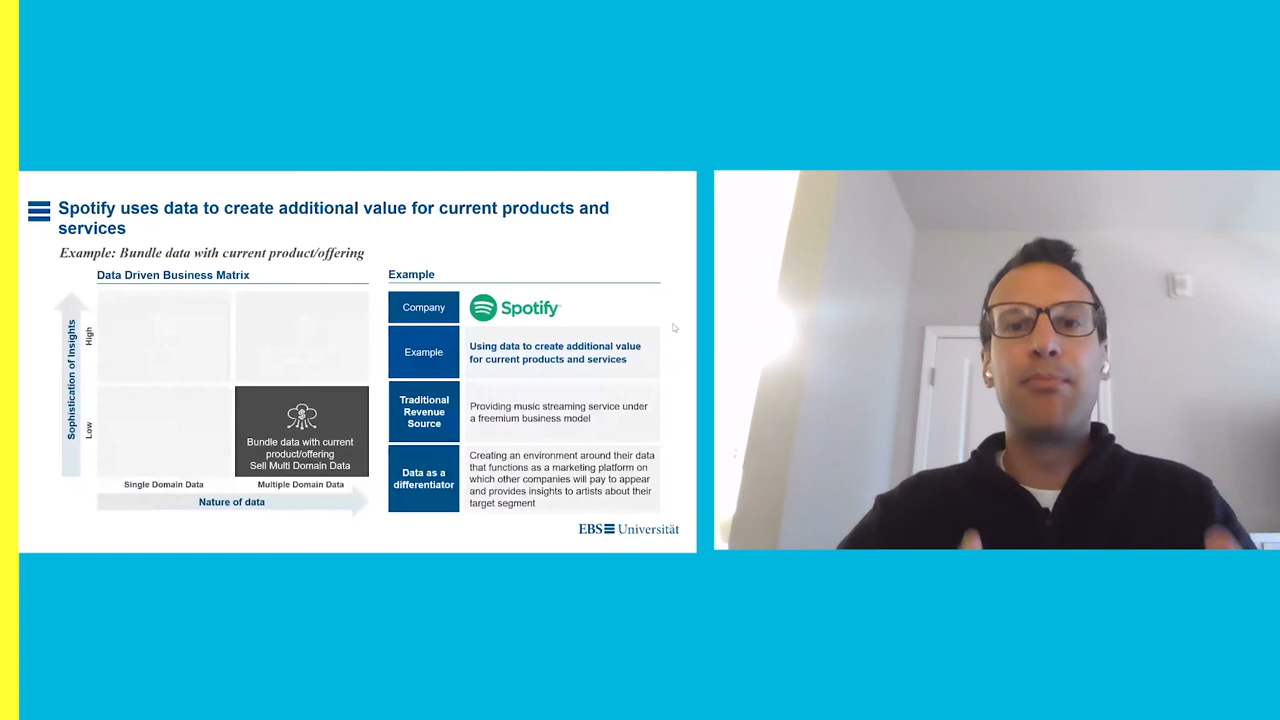 Spotify uses data to create additional value for current products and
services
Example: Bundle data with current product/offering
Data Driven Business Matrix
Sophistication of Insights
High
Low
Bundle data with current
product/offering
Sell Multi Domain Data
Single Domain Data
Multiple Domain Data
Nature of data
Example
Company
Spotify
Example
Using data to create additional value
for current products and services
Traditional
Revenue
Source
Providing music streaming service under
a freemium business model
Data as a
differentiator
Creating an environment around their data
that functions as a marketing platform on
which other companies will pay to appear
and provides insights to artists about their
target segment
EBS Universität